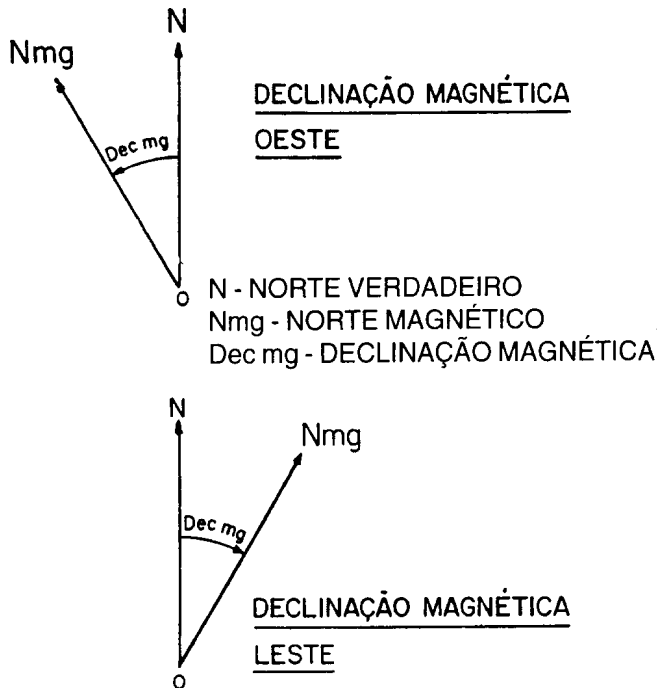 N
Nmg
Dec mg
DECLINAÇÃO MAGNÉTICA
OESTE
O
N - NORTE VERDADEIRO
Nmg - NORTE MAGNÉTICO
Dec mg - DECLINAÇÃO MAGNÉTICA
N
Nmg
Dec mg
DECLINAÇÃO MAGNÉTICA
LESTE
O